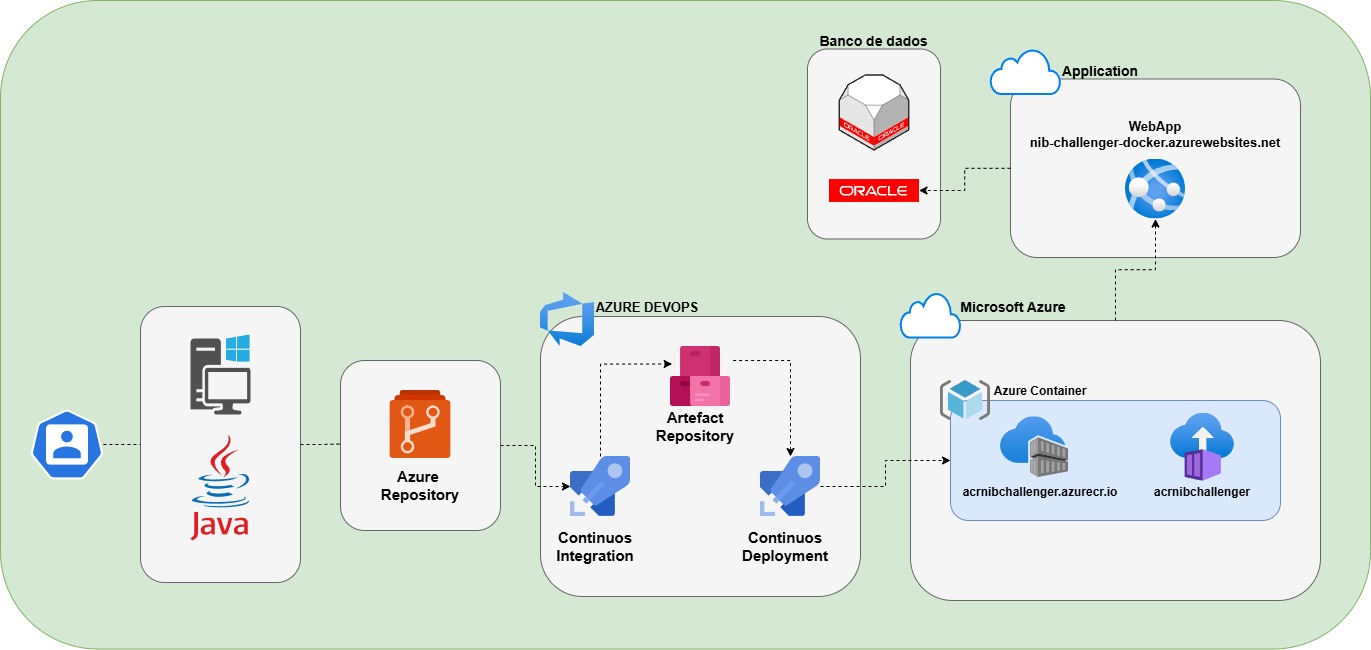 Banco de dados
ORACLE ORACLE
ORACLE
Application
WebApp
nib-challenger-docker.azurewebsites.net
Java
Azure
Repository
AZURE DEVOPS
Artefact
Repository
Continuos
Integration
Continuos
Deployment
Microsoft Azure
Azure Container
acrnibchallenger.azurecr.io
acrnibchallenger